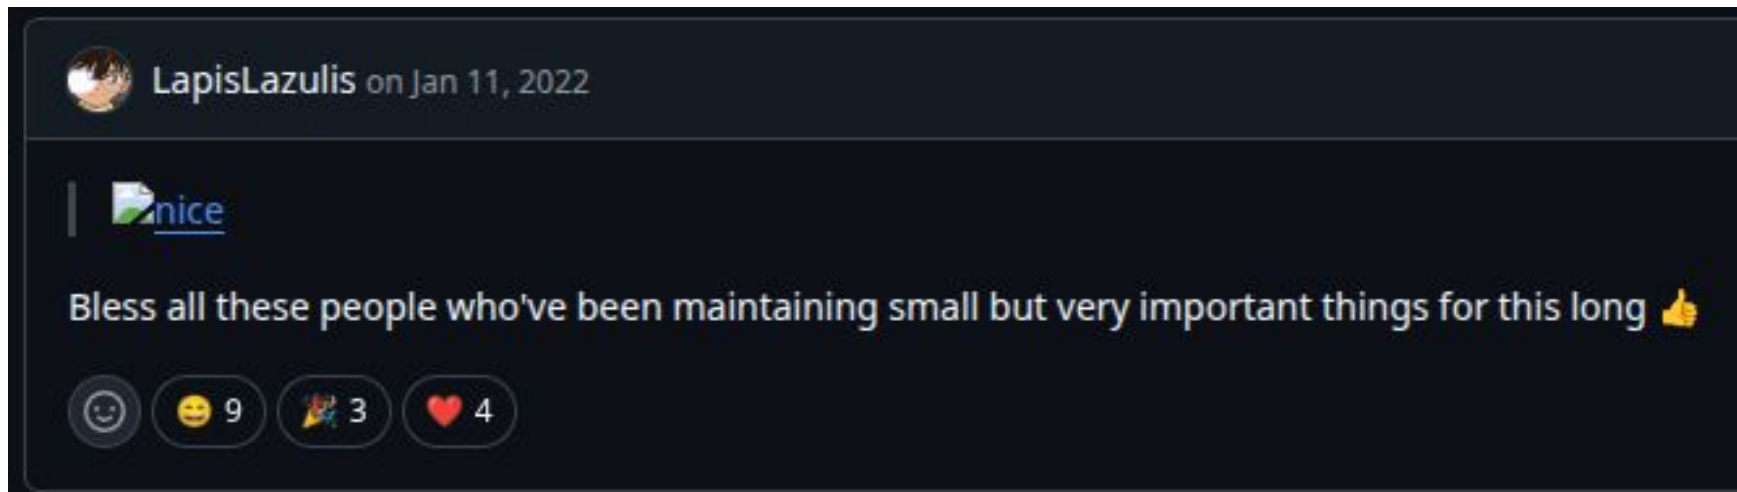 LapisLazulis on Jan 11, 2022
nice
Bless all these people who've been maintaining small but very important things for this long 👍
😄 9 🎉 3 ❤️ 4